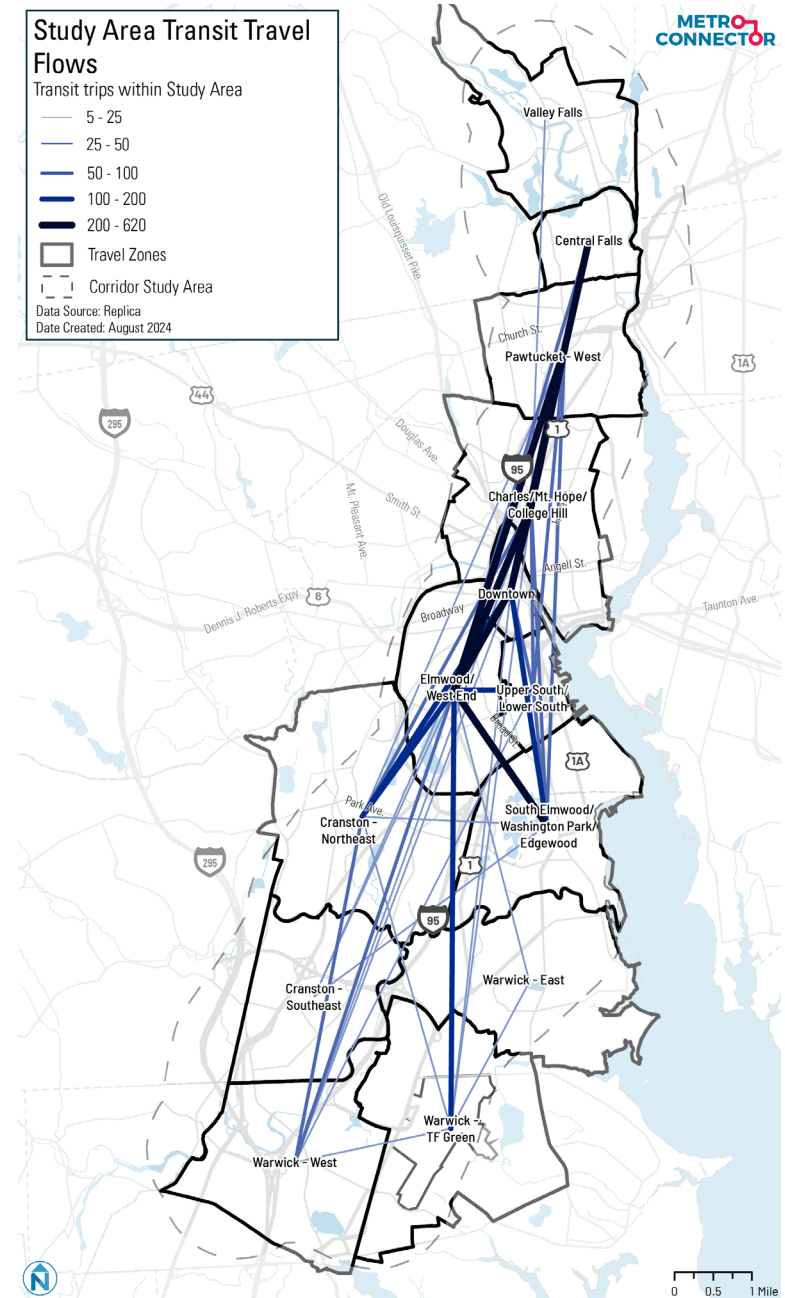 Study Area Transit Travel
Flows
Transit trips within Study Area
5 - 25
25 - 50
50 - 100
100 - 200
200 - 620
Travel Zones
Corridor Study Area
Data Source: Replica
Date Created: August 2024
METRO
CONNECTOR
Valley Falls
Old Louisquisset Pike
Central Falls
Church St.
Pawtucket - West
1A
44
295
Douglas Ave.
1
95
Smith St.
Mt. Pleasant Ave.
Charles/Mt. Hope/
College Hill
Angell St.
Dennis J. Roberts Expy.
6
Downtown
Broadway
Taunton Ave.
Elmwood/
West End
Upper South/
Lower South
Broad St.
1A
Park Ave.
Cranston -
Northeast
South Elmwood/
Washington Park/
Edgewood
295
1
95
Cranston -
Southeast
Warwick - East
Warwick -
TF Green
Warwick - West
N
0 0.5 1 Mile